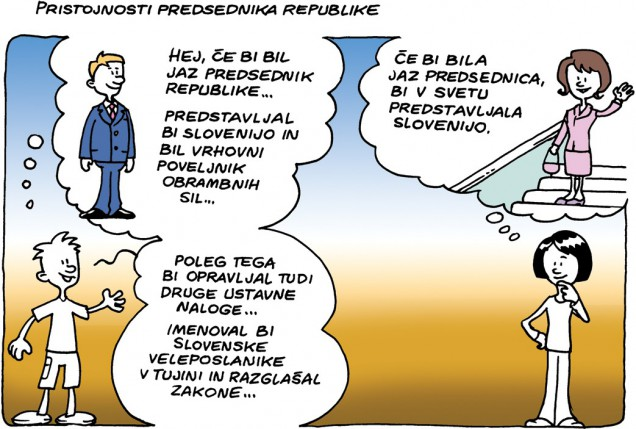 PRISTOJNOSTI PREDSEDNIKA REPUBLIKE
HEJ, ČE BI BIL
JAZ PREDSEDNIK
REPUBLIKE...
PREDSTAVLJAL
BI SLOVENIJO IN
BIL VRHOVNI
POVELJNIK
OBRAMBNIH
SIL...
POLEG TEGA
BI OPRAVLJAL TUDI
DRUGE USTAVNE
NALOGE...
IMENOVAL BI
SLOVENSKE
VELEPOSLANIKE
V TUJINI IN RAZGLAŠAL
ZAKONE...
ČE BI BILA
JAZ PREDSEDNICA,
BI V SVETU
PREDSTAVLJALA
SLOVENIJO.